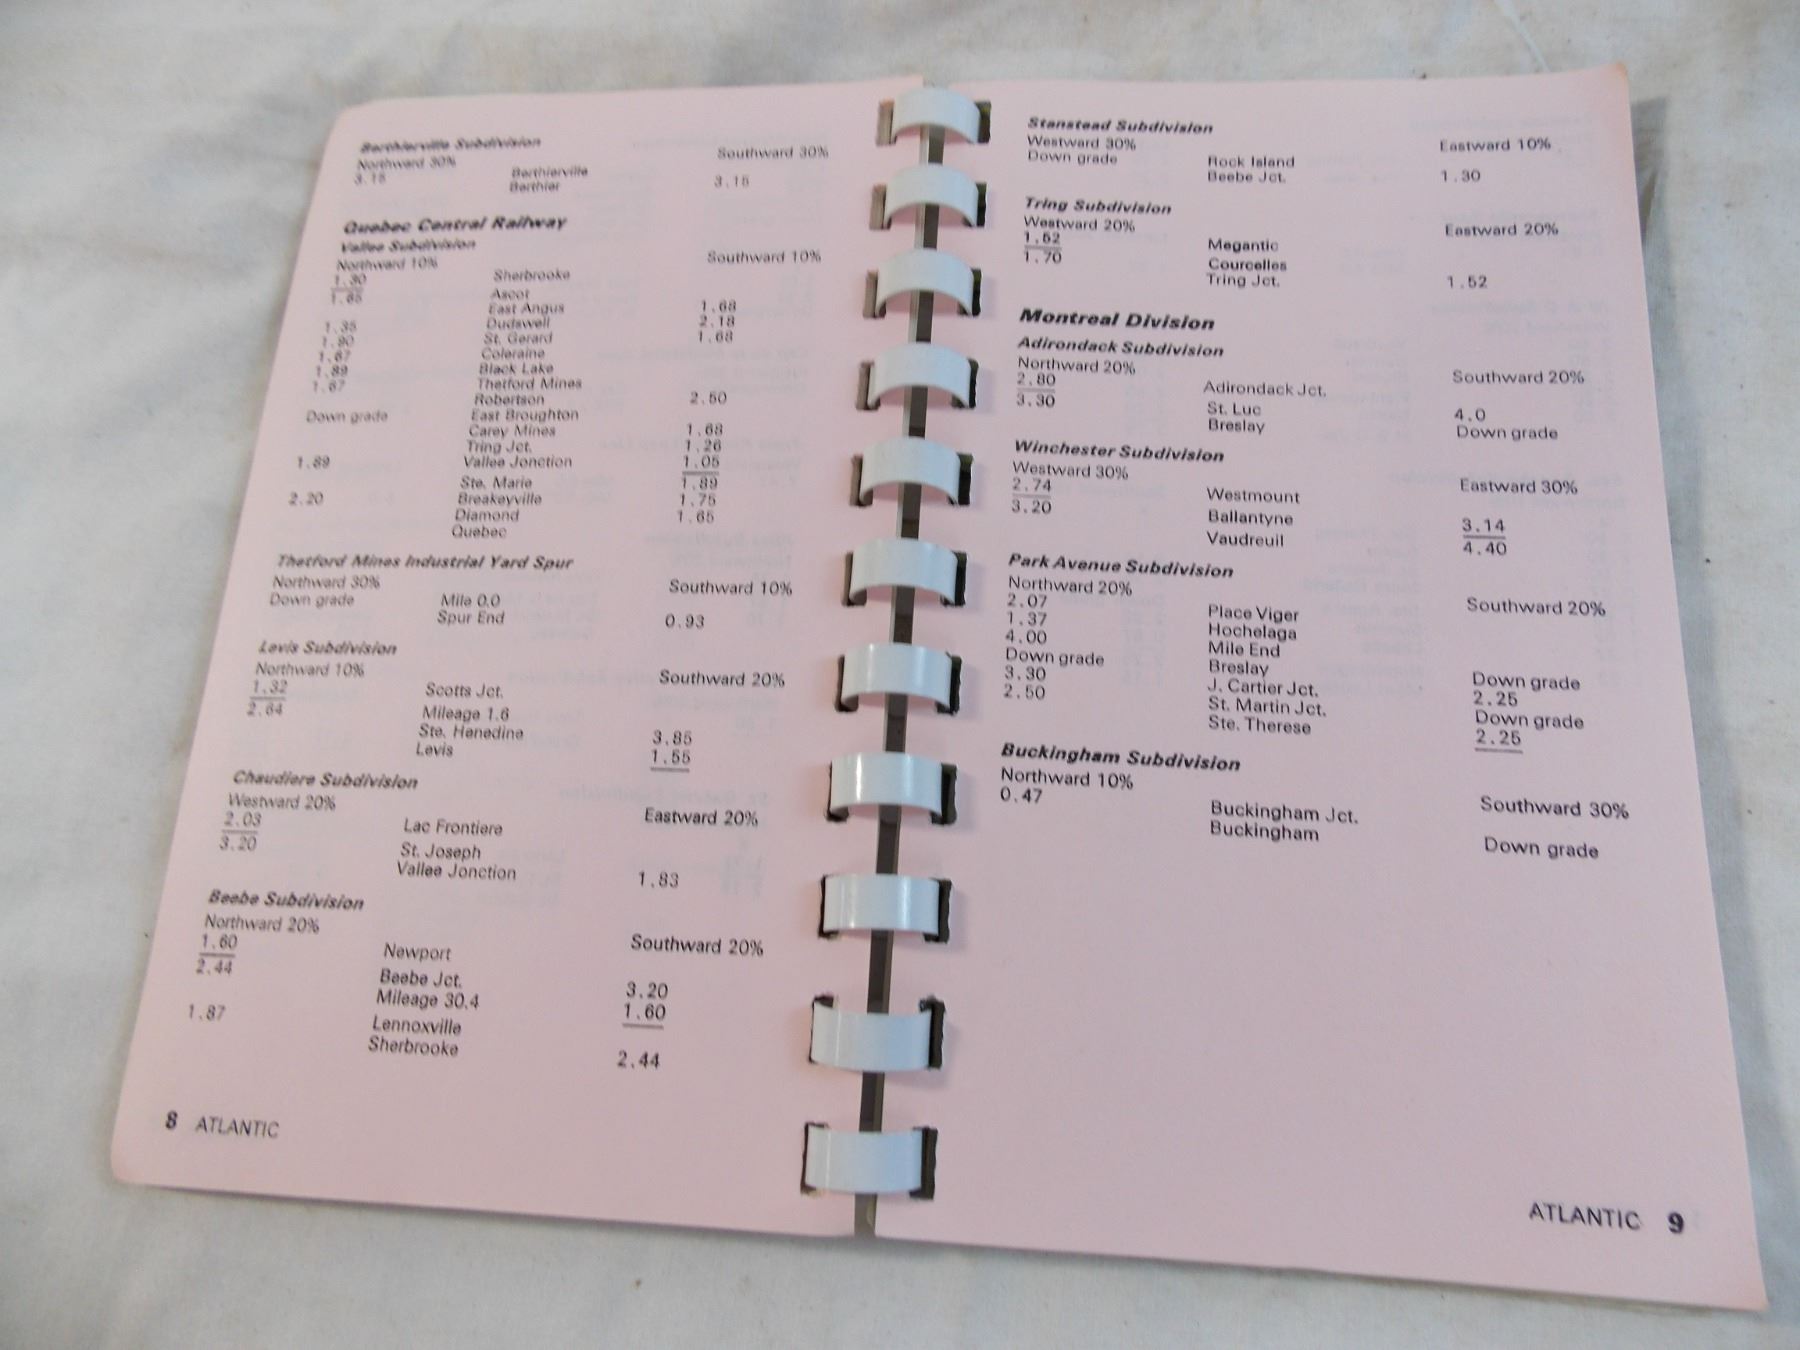 Berthierville Subdivision
Northward 30% Southward 30%
3.15 Berthierville 3.15
Berthier
Quebec Central Railway
Vallee Subdivision
Northward 10% Southward 10%
1.30 Sherbrooke
1.65 Ascot
East Angus 1.68
1.35 Dudswell 2.18
1.90 St. Gerard 1.68
1.67 Coleraine
1.89 Black Lake
1.67 Thetford Mines
Robertson 2.50
Down grade East Broughton
Carey Mines 1.68
Tring Jct. 1.26
1.89 Vallee Jonction 1.05
Ste. Marie 1.89
2.20 Breakeyville 1.75
Diamond 1.65
Quebec
Thetford Mines Industrial Yard Spur
Northward 30% Southward 10%
Down grade Mile 0.0
Spur End 0.93
Levis Subdivision
Northward 10% Southward 20%
1.32 Scotts Jct.
2.64 Mileage 1.6
Ste. Henedine 3.85
Levis 1.55
Chaudiere Subdivision
Westward 20% Eastward 20%
2.03 Lac Frontiere
3.20 St. Joseph
Vallee Jonction 1.83
Beebe Subdivision
Northward 20% Southward 20%
1.60 Newport
2.44 Beebe Jct. 3.20
Mileage 30.4 1.60
1.87 Lennoxville
Sherbrooke 2.44
8 ATLANTIC
Stanstead Subdivision
Westward 30% Eastward 10%
Down grade Rock Island
Beebe Jct. 1.30
Tring Subdivision
Westward 20% Eastward 20%
1.52 Megantic
1.70 Courcelles
Tring Jct. 1.52
Montreal Division
Adirondack Subdivision
Northward 20% Southward 20%
2.80 Adirondack Jct.
3.30 St. Luc 4.0
Breslay Down grade
Winchester Subdivision
Westward 30% Eastward 30%
2.74 Westmount
3.20 Ballantyne 3.14
Vaudreuil 4.40
Park Avenue Subdivision
Northward 20% Southward 20%
2.07 Place Viger
1.37 Hochelaga
4.00 Mile End
Down grade Breslay Down grade
3.30 J. Cartier Jct. 2.25
2.50 St. Martin Jct. Down grade
Ste. Therese 2.25
Buckingham Subdivision
Northward 10% Southward 30%
0.47 Buckingham Jct.
Buckingham Down grade
ATLANTIC 9